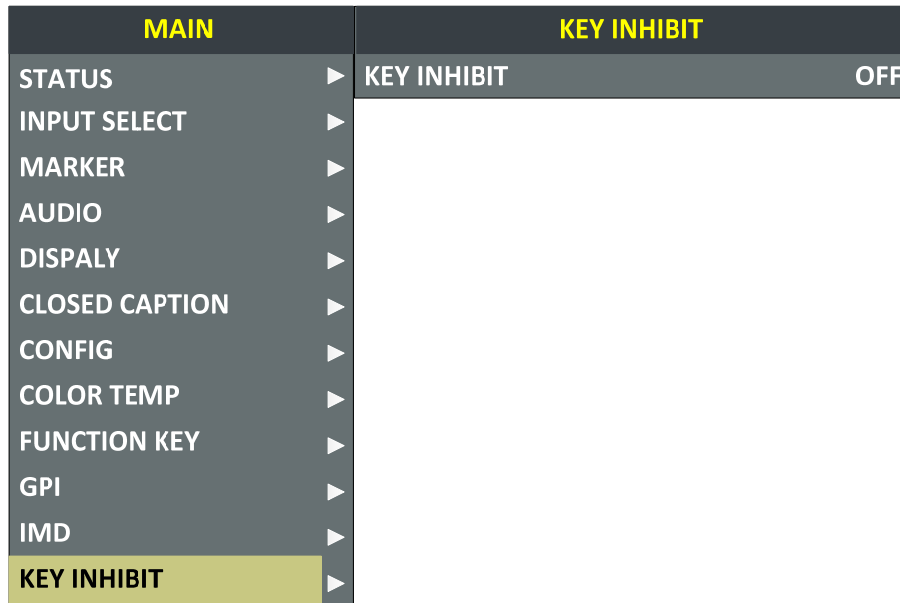 MAIN
STATUS
INPUT SELECT
MARKER
AUDIO
DISPALY
CLOSED CAPTION
CONFIG
COLOR TEMP
FUNCTION KEY
GPI
IMD
KEY INHIBIT
KEY INHIBIT
KEY INHIBIT OFF